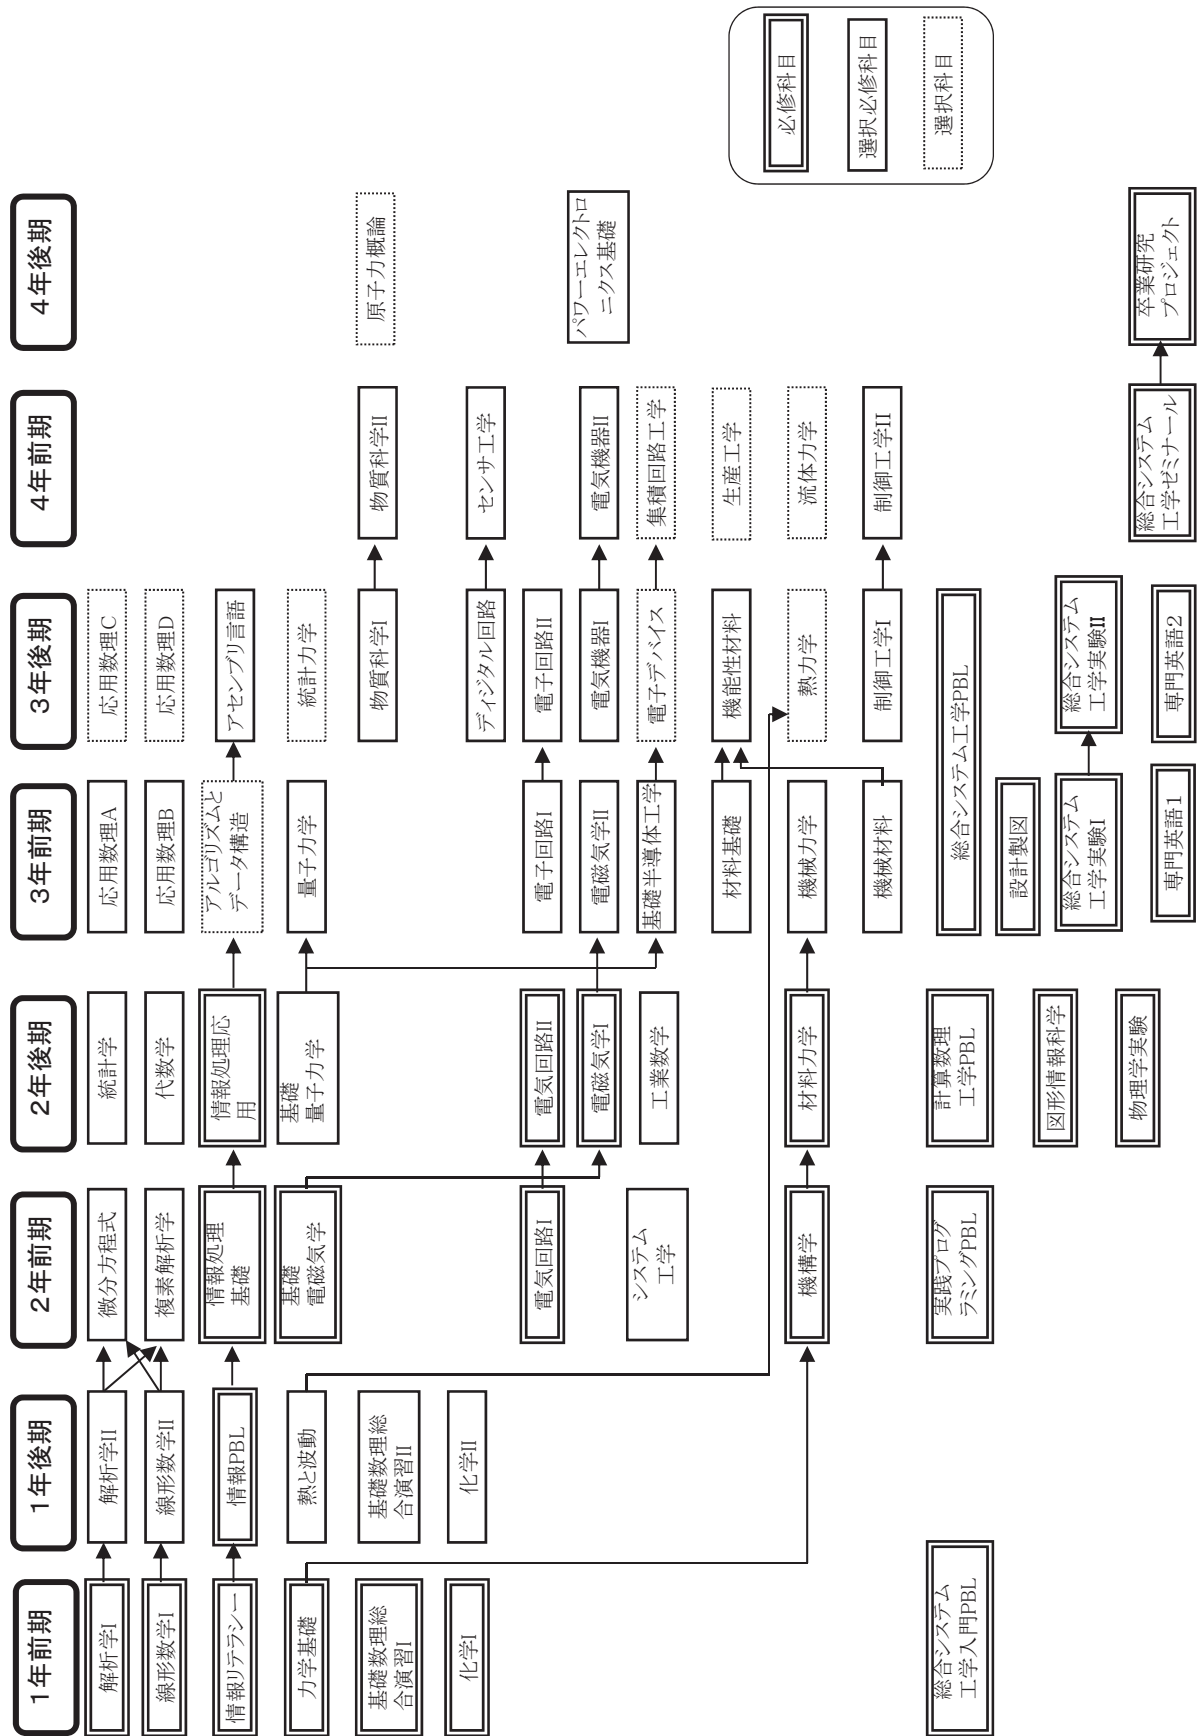 1年前期
解析学I
線形数学I
情報リテラシー
力学基礎
基礎数理総
合演習I
化学I
総合システム
工学入門PBL
1年後期
解析学II
線形数学II
情報PBL
熱と波動
基礎数理総
合演習II
化学II
2年前期
微分方程式
複素解析学
情報処理
基礎
基礎
電磁気学
電気回路I
システム
工学
機構学
実践プログ
ラミングPBL
2年後期
統計学
代数学
情報処理応
用
基礎
量子力学
電気回路II
電磁気学I
工業数学
材料力学
計算数理
工学PBL
図形情報科学
物理学実験
3年前期
応用数理A
応用数理B
アルゴリズムと
データ構造
量子力学
電子回路I
電磁気学II
基礎半導体工学
材料基礎
機械力学
機械材料
総合システム工学PBL
設計製図
総合システム
工学実験I
専門英語1
3年後期
応用数理C
応用数理D
アセンブリ言語
統計力学
物質科学I
ディジタル回路
電子回路II
電気機器I
電子デバイス
機能性材料
熱力学
制御工学I
総合システム
工学実験II
専門英語2
4年前期
物質科学II
センサ工学
電気機器II
集積回路工学
生産工学
流体力学
制御工学II
総合システム
工学ゼミナール
4年後期
原子力概論
パワーエレクトロ
ニクス基礎
卒業研究
プロジェクト
必修科目
選択必修科目
選択科目